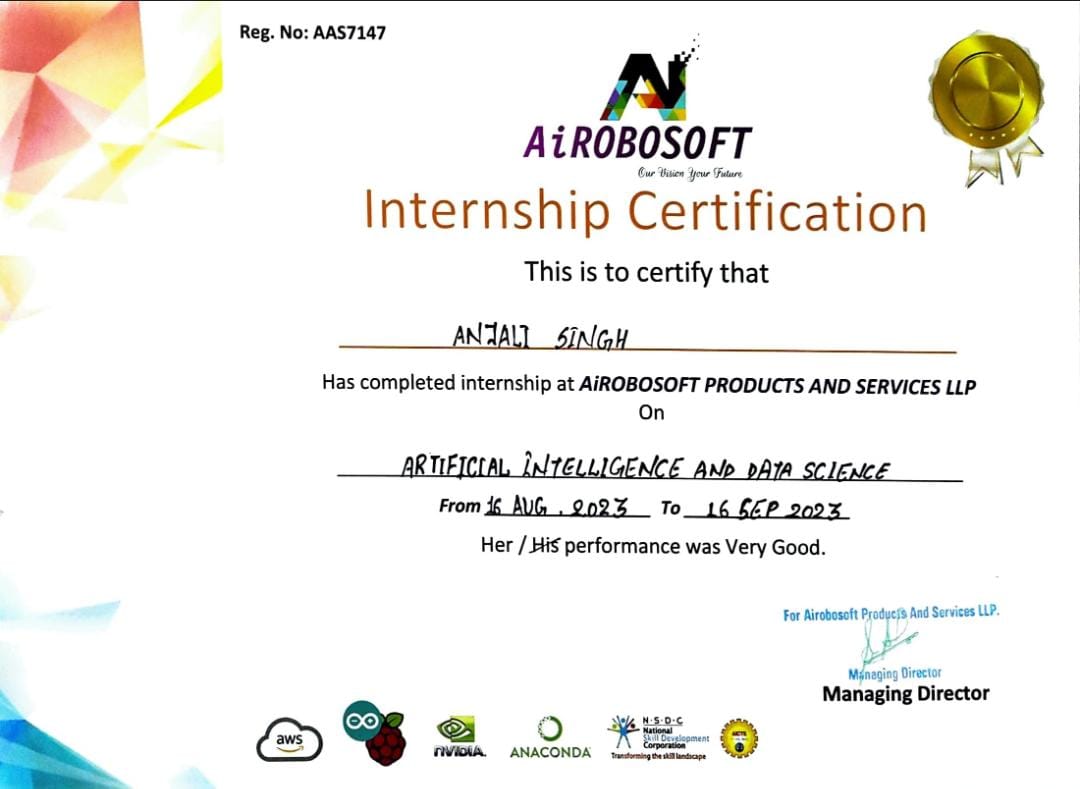 Reg. No: AAS7147
AiROBOSOFT
Our Vision Your Future
Internship Certification
This is to certify that
ANJALI SINGH
Has completed internship at AiROBOSOFT PRODUCTS AND SERVICES LLP
On
ARTIFICIAL INTELLIGENCE AND DATA SCIENCE
From 16 AUG. 2023 To 16 SEP 2023
Her / His performance was Very Good.
For Airobosoft Products And Services LLP.
Managing Director
Managing Director
aws
NVIDIA.
ANACONDA
N·S·D·C
National
Skill Development
Corporation
Transforming the skill landscape